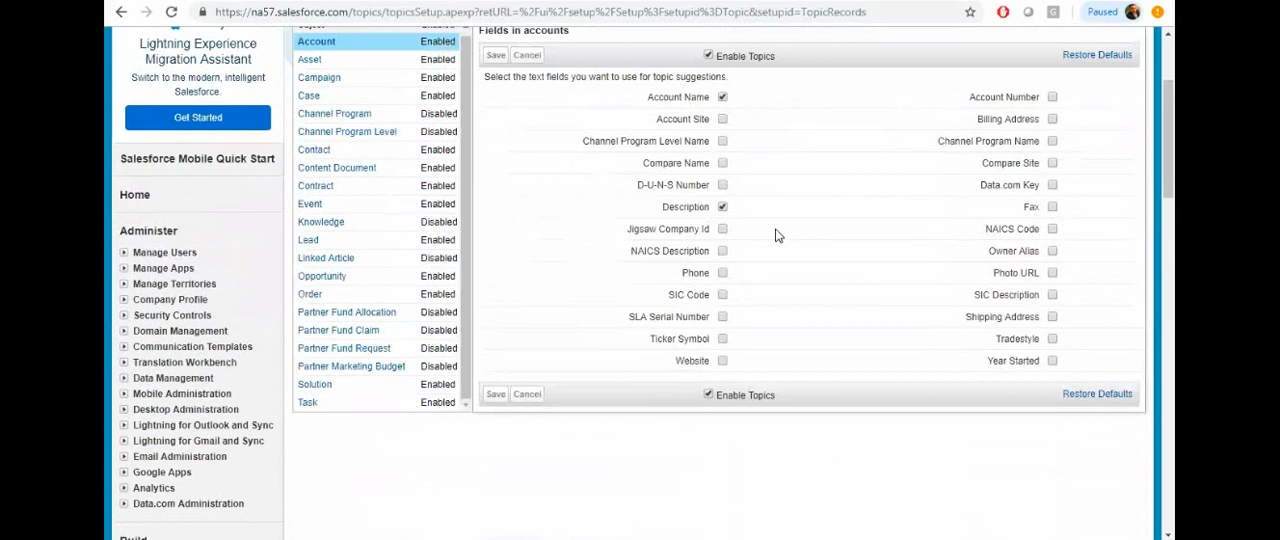 https://na57.salesforce.com/topics/topicsSetup.apexp?retURL=%2Fui%2Fsetup%2FSetup%3Fsetupid%3DTopic&setupid=TopicRecords
Paused
Lightning Experience
Migration Assistant
Switch to the modern, intelligent
Salesforce.
Get Started
Salesforce Mobile Quick Start
Home
Administer
Manage Users
Manage Apps
Manage Territories
Company Profile
Security Controls
Domain Management
Communication Templates
Translation Workbench
Data Management
Mobile Administration
Desktop Administration
Lightning for Outlook and Sync
Lightning for Gmail and Sync
Email Administration
Google Apps
Analytics
Data.com Administration
Account Enabled
Asset Enabled
Campaign Enabled
Case Enabled
Channel Program Disabled
Channel Program Level Disabled
Contact Enabled
Content Document Enabled
Contract Enabled
Event Enabled
Knowledge Disabled
Lead Enabled
Linked Article Disabled
Opportunity Enabled
Order Enabled
Partner Fund Allocation Disabled
Partner Fund Claim Disabled
Partner Fund Request Disabled
Partner Marketing Budget Disabled
Solution Enabled
Task Enabled
Fields in accounts
Save Cancel Enable Topics Restore Defaults
Select the text fields you want to use for topic suggestions.
Account Name Account Number
Account Site Billing Address
Channel Program Level Name Channel Program Name
Compare Name Compare Site
D-U-N-S Number Data.com Key
Description Fax
Jigsaw Company Id NAICS Code
NAICS Description Owner Alias
Phone Photo URL
SIC Code SIC Description
SLA Serial Number Shipping Address
Ticker Symbol Tradestyle
Website Year Started
Save Cancel Enable Topics Restore Defaults